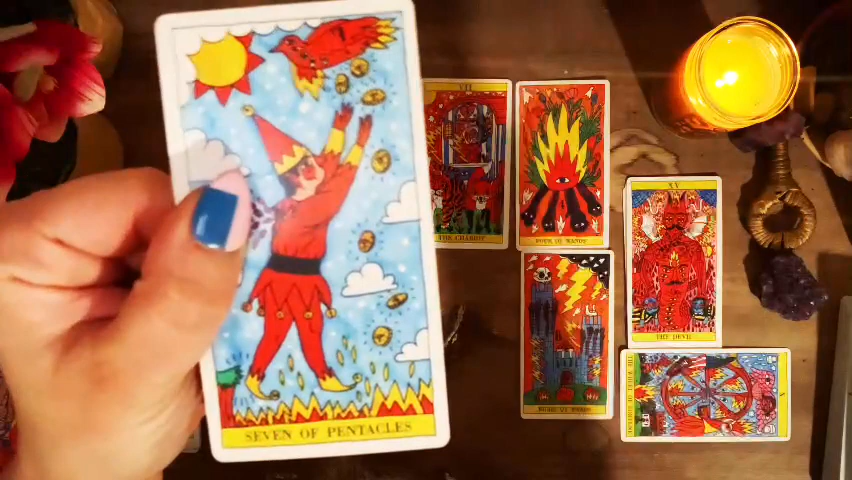 SEVEN OF PENTACLES
VII
THE CHARIOT
FOUR OF WANDS
XV
THE DEVIL
X